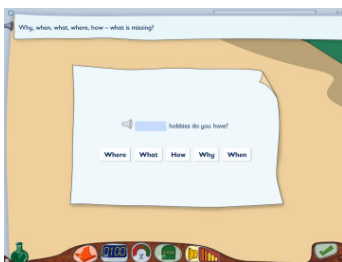 Why, when, what, where, how – what is missing?
hobbies do you have?
Where What How Why When
01:00